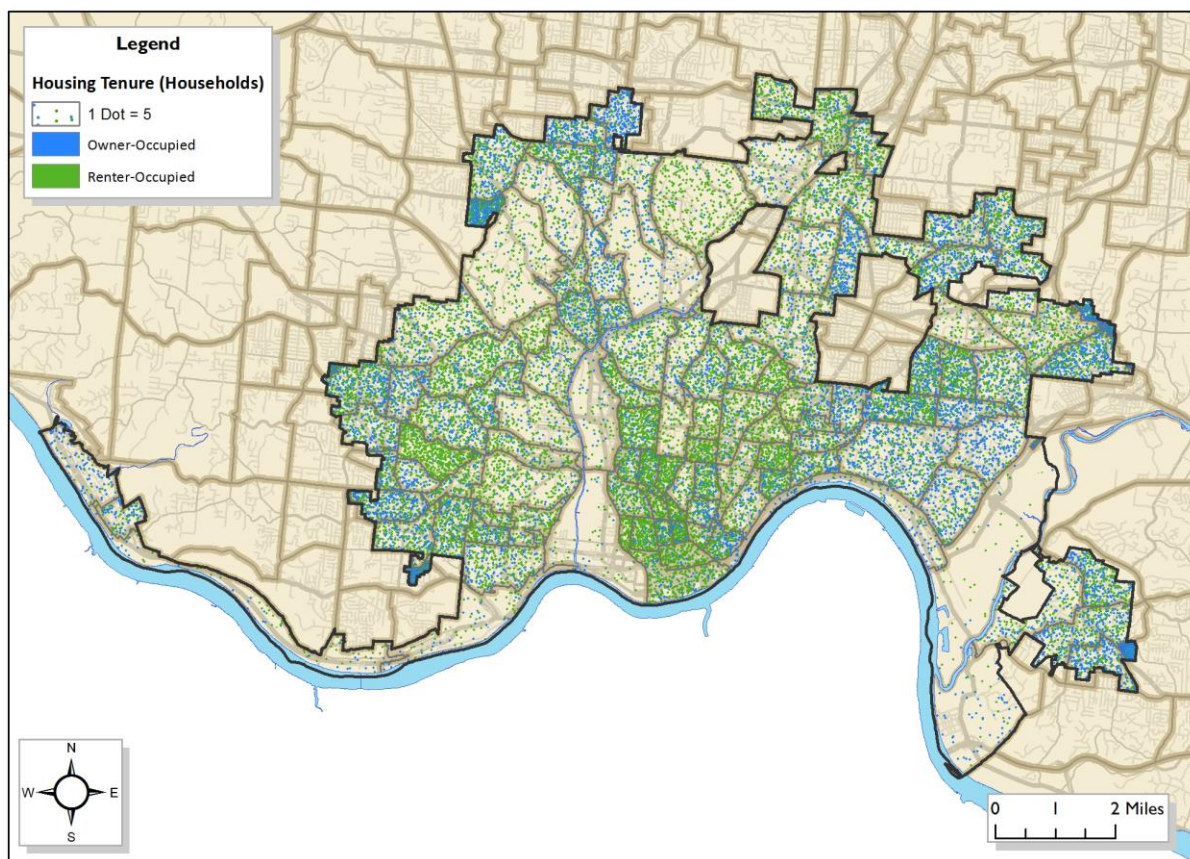 Legend
Housing Tenure (Households)
1 Dot = 5
Owner-Occupied
Renter-Occupied
N
W E
S
0 1 2 Miles